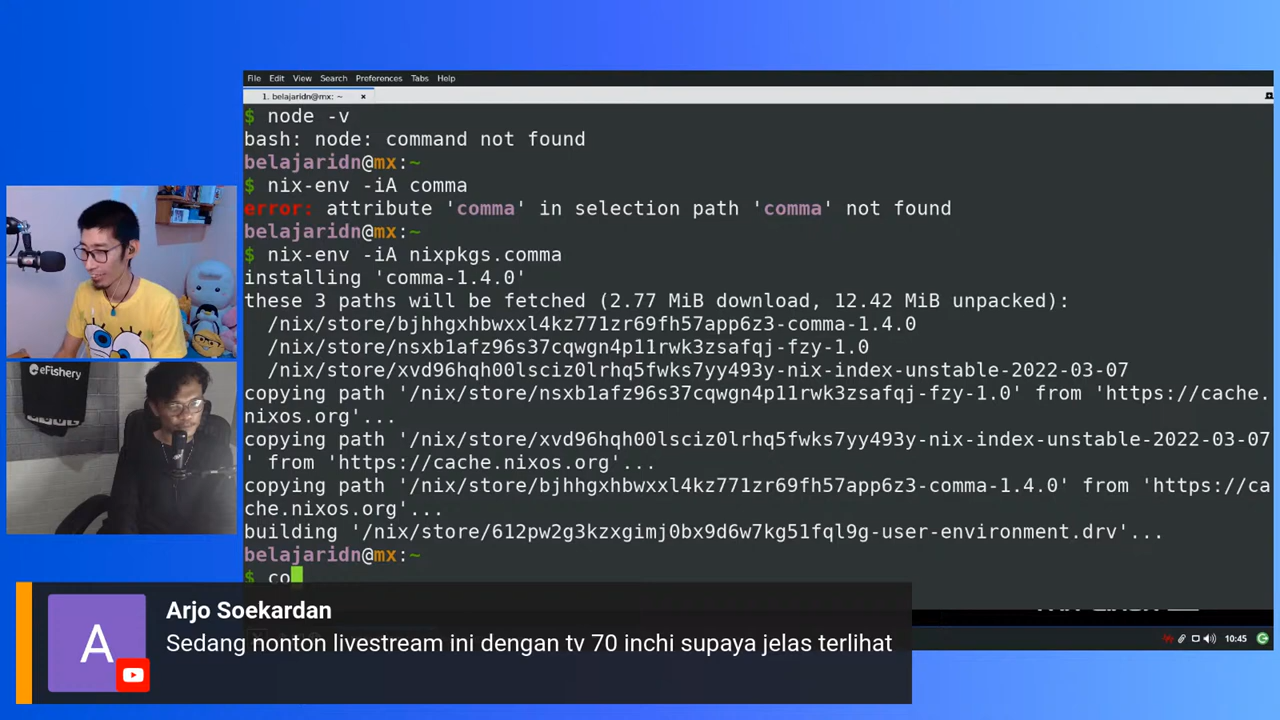 File Edit View Search Preferences Tabs Help
1. belajaridn@mx: ~ ×
$ node -v
bash: node: command not found
belajaridn@mx:~
$ nix-env -iA comma
error: attribute 'comma' in selection path 'comma' not found
belajaridn@mx:~
$ nix-env -iA nixpkgs.comma
installing 'comma-1.4.0'
these 3 paths will be fetched (2.77 MiB download, 12.42 MiB unpacked):
/nix/store/bjhhgxhbwxxl4kz771zr69fh57app6z3-comma-1.4.0
/nix/store/nsxb1afz96s37cqwgn4p11rwk3zsafqj-fzy-1.0
/nix/store/xvd96hqh00lsciz0lrhq5fwks7yy493y-nix-index-unstable-2022-03-07
copying path '/nix/store/nsxb1afz96s37cqwgn4p11rwk3zsafqj-fzy-1.0' from 'https://cache.
nixos.org'...
copying path '/nix/store/xvd96hqh00lsciz0lrhq5fwks7yy493y-nix-index-unstable-2022-03-07
' from 'https://cache.nixos.org'...
copying path '/nix/store/bjhhgxhbwxxl4kz771zr69fh57app6z3-comma-1.4.0' from 'https://ca
che.nixos.org'...
building '/nix/store/612pw2g3kzxgimj0bx9d6w7kg51fql9g-user-environment.drv'...
belajaridn@mx:~
$ co
eFishery
10:45
A
Arjo Soekardan
Sedang nonton livestream ini dengan tv 70 inchi supaya jelas terlihat